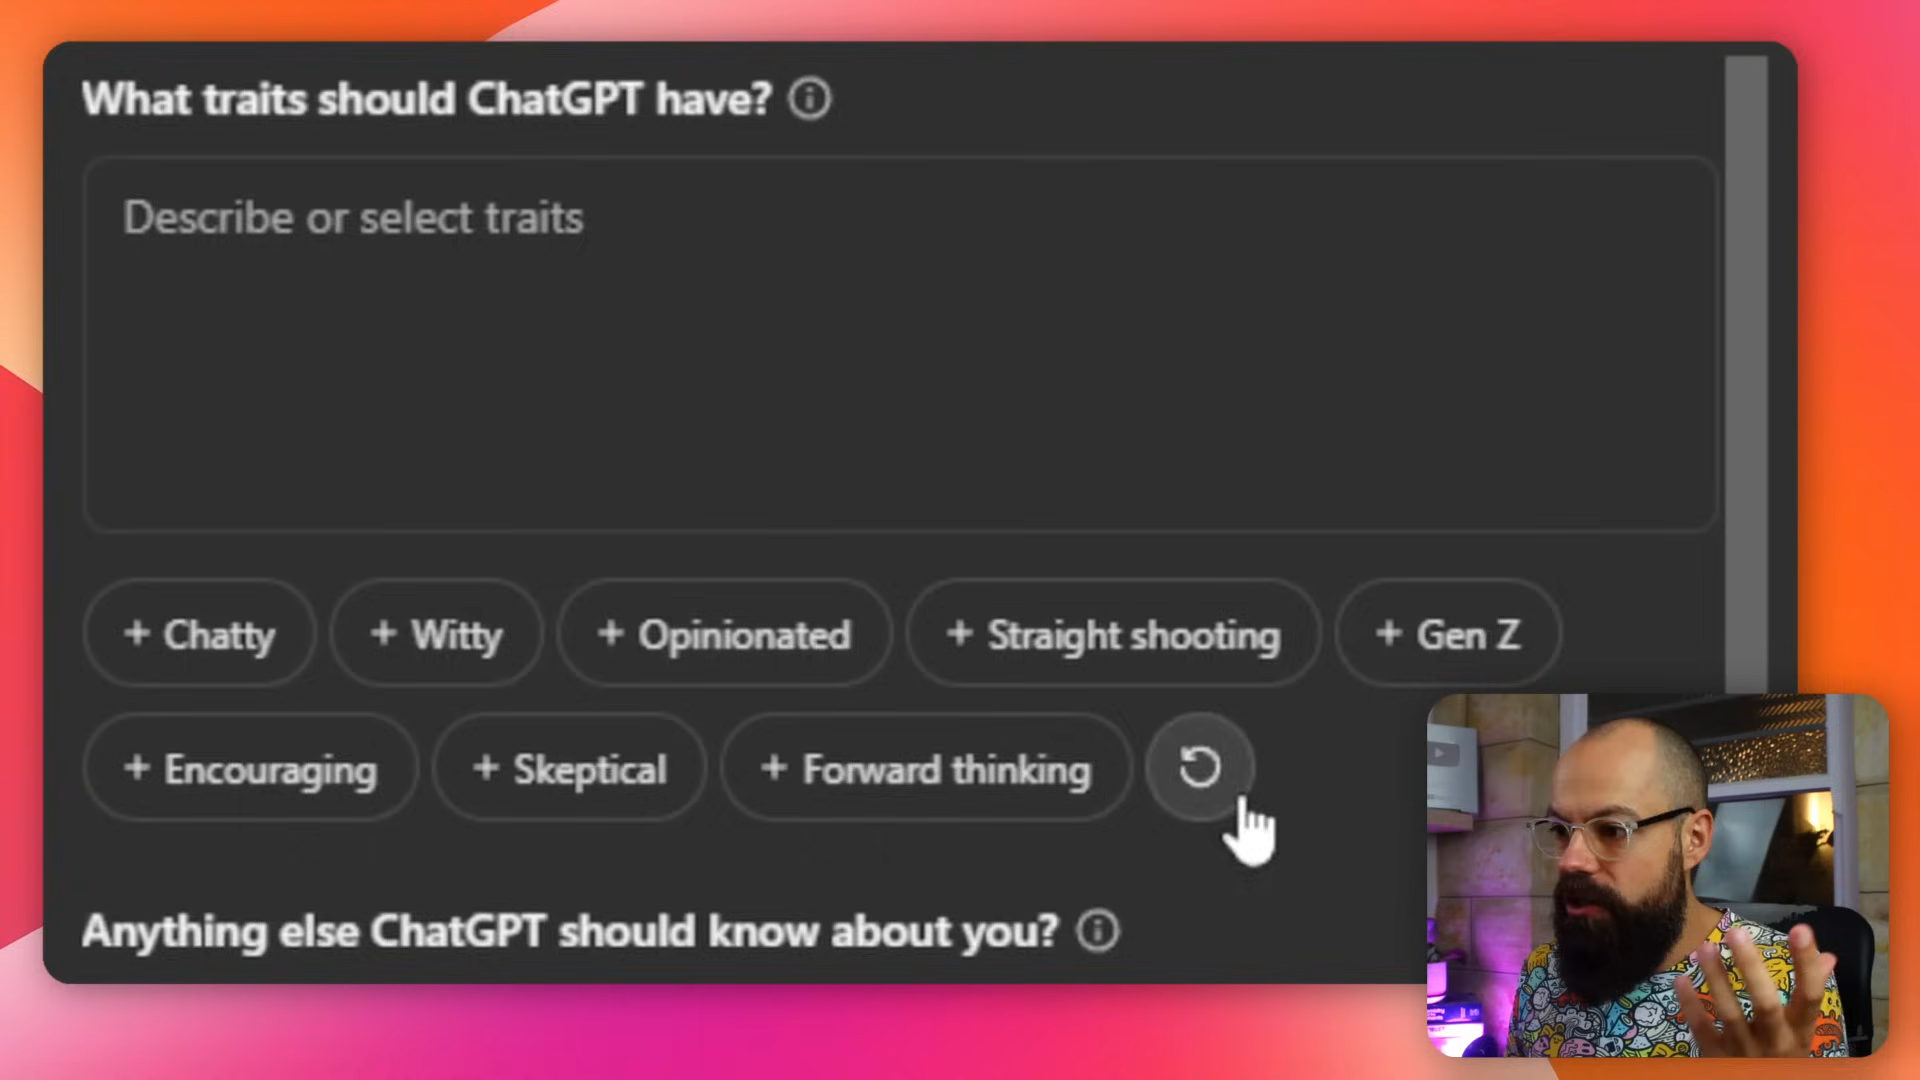 What traits should ChatGPT have?
Describe or select traits
+ Chatty + Witty + Opinionated + Straight shooting + Gen Z
+ Encouraging + Skeptical + Forward thinking
Anything else ChatGPT should know about you?